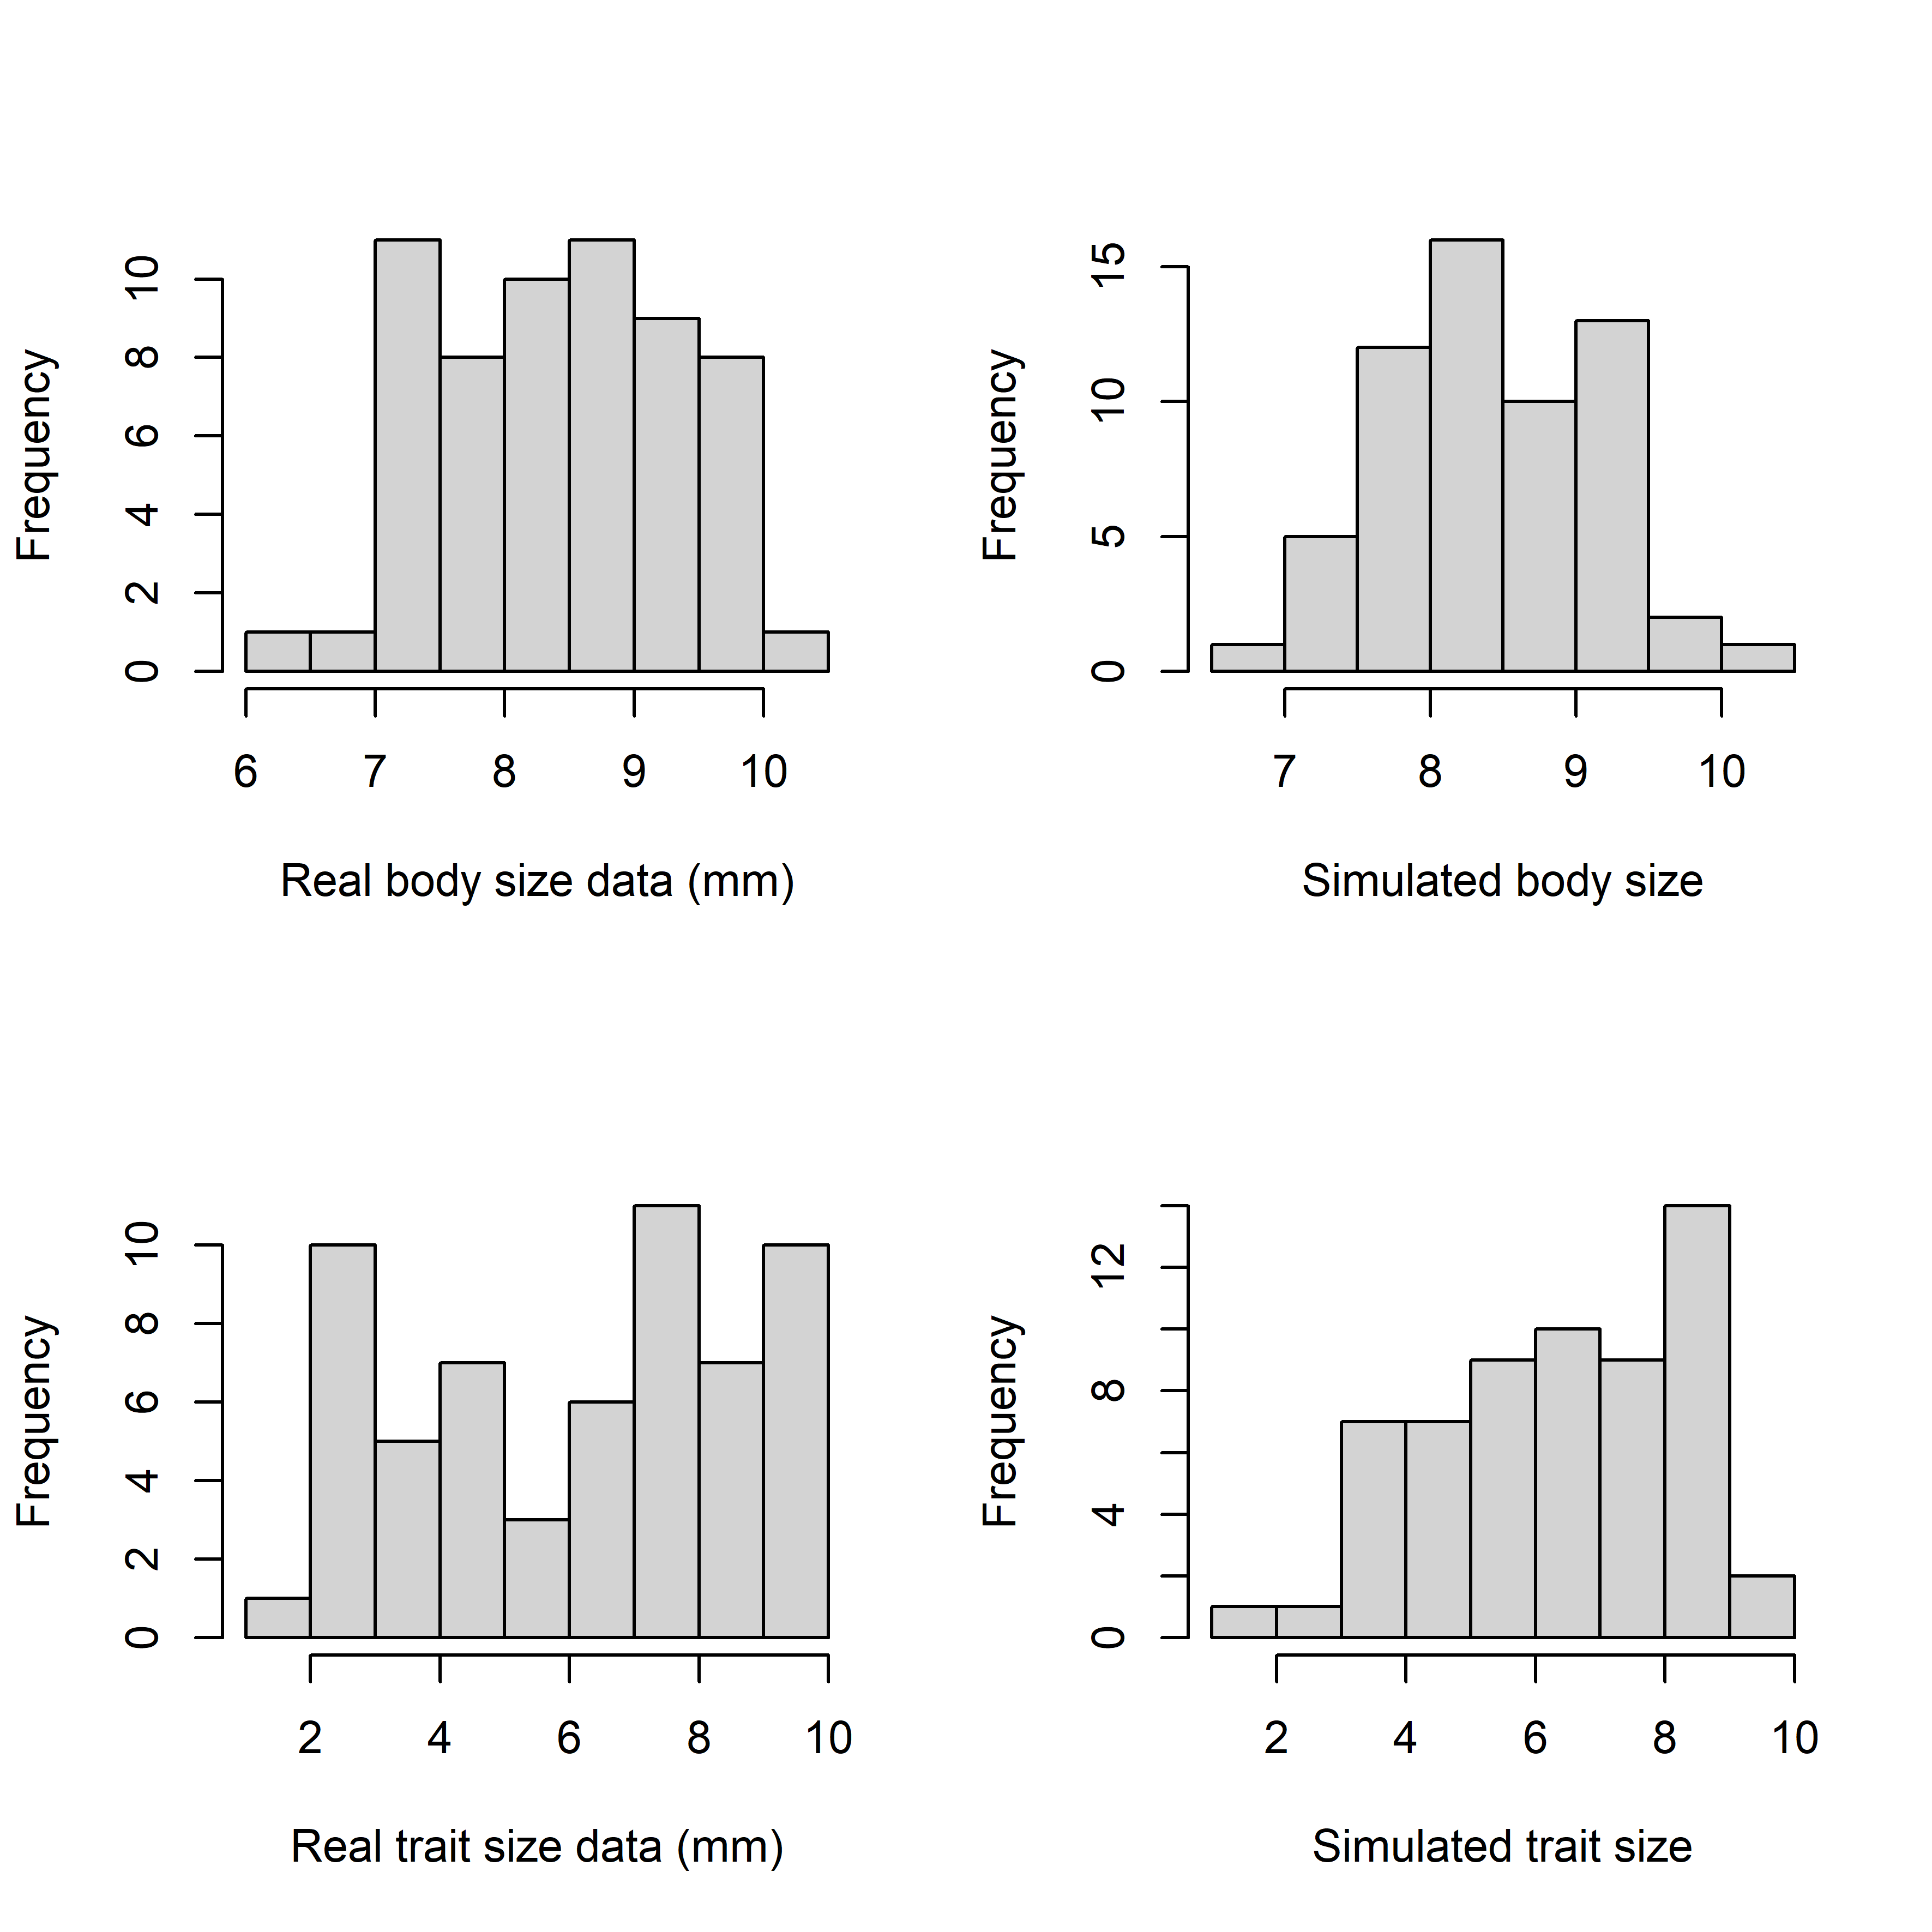 Frequency
0 2 4 6 8 10
6 7 8 9 10
Real body size data (mm)
Frequency
0 5 10 15
7 8 9 10
Simulated body size
Frequency
0 2 4 6 8 10
2 4 6 8 10
Real trait size data (mm)
Frequency
0 4 8 12
2 4 6 8 10
Simulated trait size